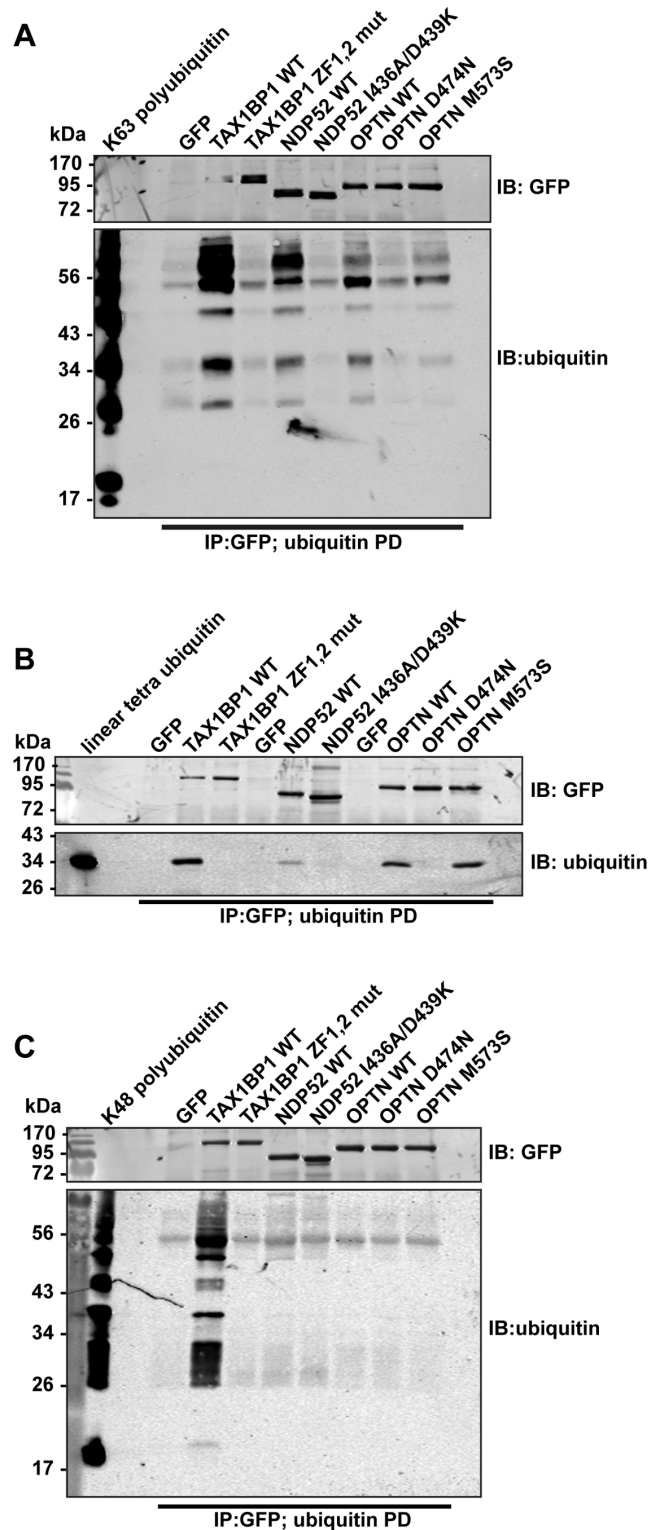 A
K63 polyubiquitin
GFP
TAX1BP1 WT
TAX1BP1 ZF1,2 mut
NDP52 WT
NDP52 I436A/D439K
OPTN WT
OPTN D474N
OPTN M573S
kDa
170 -
95 -
72 -
IB: GFP
56 -
43 -
34 -
26 -
17 -
IB:ubiquitin
IP:GFP; ubiquitin PD
B
linear tetra ubiquitin
GFP
TAX1BP1 WT
TAX1BP1 ZF1,2 mut
GFP
NDP52 WT
NDP52 I436A/D439K
GFP
OPTN WT
OPTN D474N
OPTN M573S
kDa
170 -
95 -
72 -
IB: GFP
43 -
34 -
26 -
IB: ubiquitin
IP:GFP; ubiquitin PD
C
K48 polyubiquitin
GFP
TAX1BP1 WT
TAX1BP1 ZF1,2 mut
NDP52 WT
NDP52 I436A/D439K
OPTN WT
OPTN D474N
OPTN M573S
kDa
170 -
95 -
72 -
IB: GFP
56 -
43 -
34 -
26 -
17 -
IB:ubiquitin
IP:GFP; ubiquitin PD